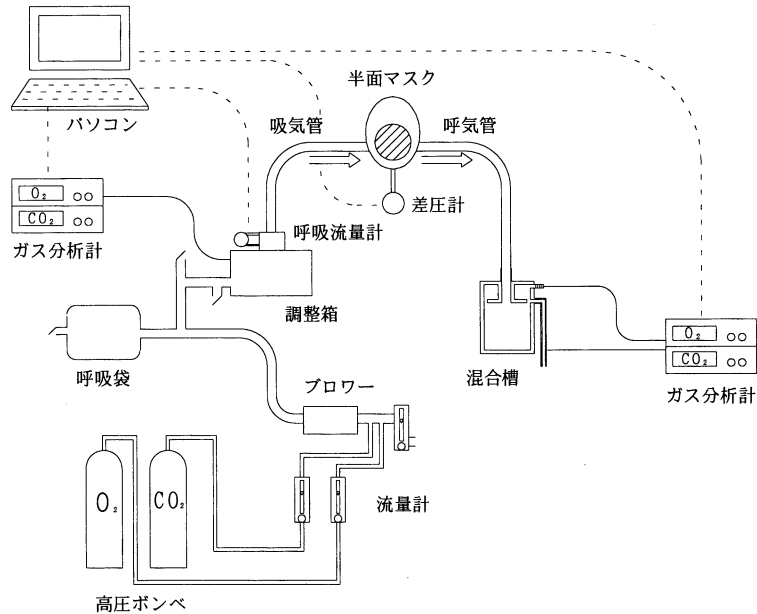 半面マスク
パソコン
吸気管
呼気管
O₂
CO₂
ガス分析計
呼吸流量計
差圧計
調整箱
呼吸袋
混合槽
O₂
CO₂
ガス分析計
ブロワー
O₂
CO₂
流量計
高圧ボンベ